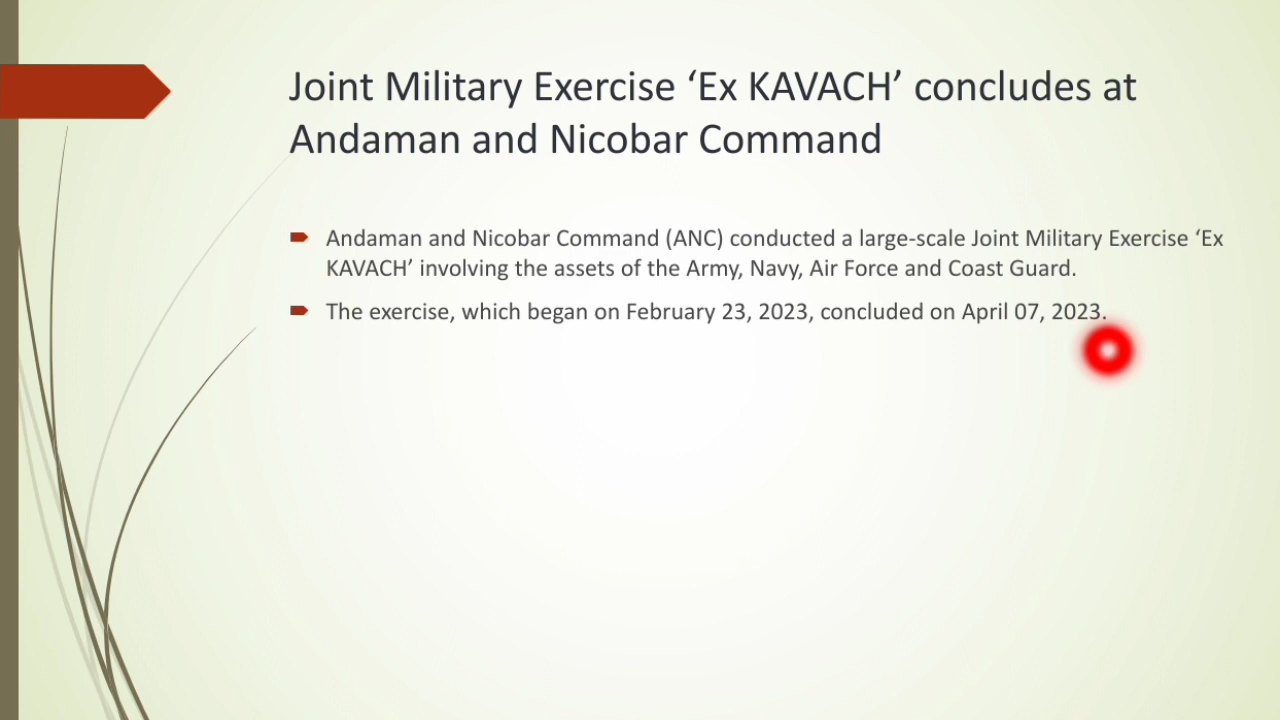 Joint Military Exercise ‘Ex KAVACH’ concludes at
Andaman and Nicobar Command
Andaman and Nicobar Command (ANC) conducted a large-scale Joint Military Exercise ‘Ex
KAVACH’ involving the assets of the Army, Navy, Air Force and Coast Guard.
The exercise, which began on February 23, 2023, concluded on April 07, 2023.